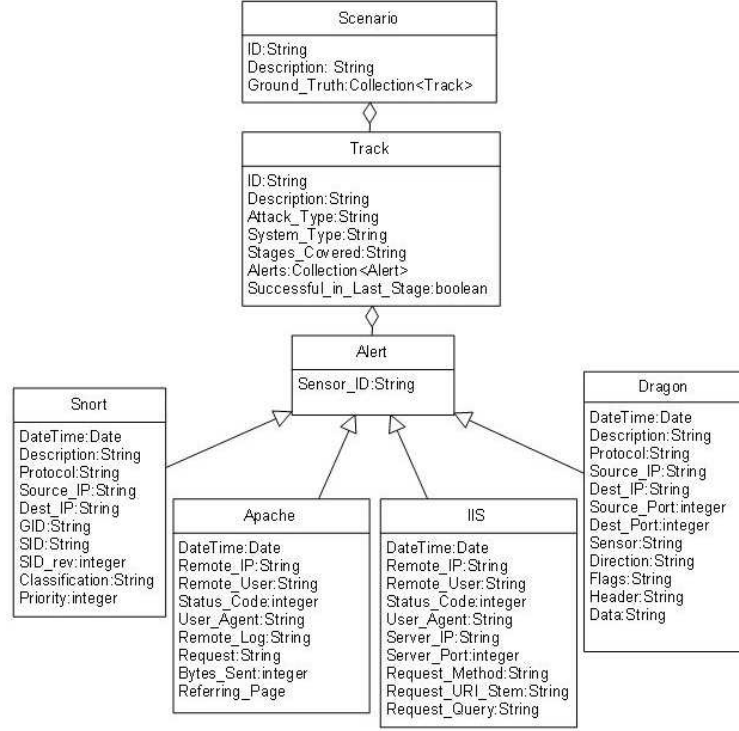 Scenario
ID:String
Description: String
Ground_Truth:Collection<Track>
Track
ID:String
Description:String
Attack_Type:String
System_Type:String
Stages_Covered:String
Alerts:Collection<Alert>
Successful_in_Last_Stage:boolean
Alert
Sensor_ID:String
Snort
DateTime:Date
Description:String
Protocol:String
Source_IP:String
Dest_IP:String
GID:String
SID:String
SID_rev:integer
Classification:String
Priority:integer
Apache
DateTime:Date
Remote_IP:String
Remote_User:String
Status_Code:integer
User_Agent:String
Remote_Log:String
Request:String
Bytes_Sent:integer
Referring_Page
IIS
DateTime:Date
Remote_IP:String
Remote_User:String
Status_Code:integer
User_Agent:String
Server_IP:String
Server_Port:integer
Request_Method:String
Request_URI_Stem:String
Request_Query:String
Dragon
DateTime:Date
Description:String
Protocol:String
Source_IP:String
Dest_IP:String
Source_Port:integer
Dest_Port:integer
Sensor:String
Direction:String
Flags:String
Header:String
Data:String